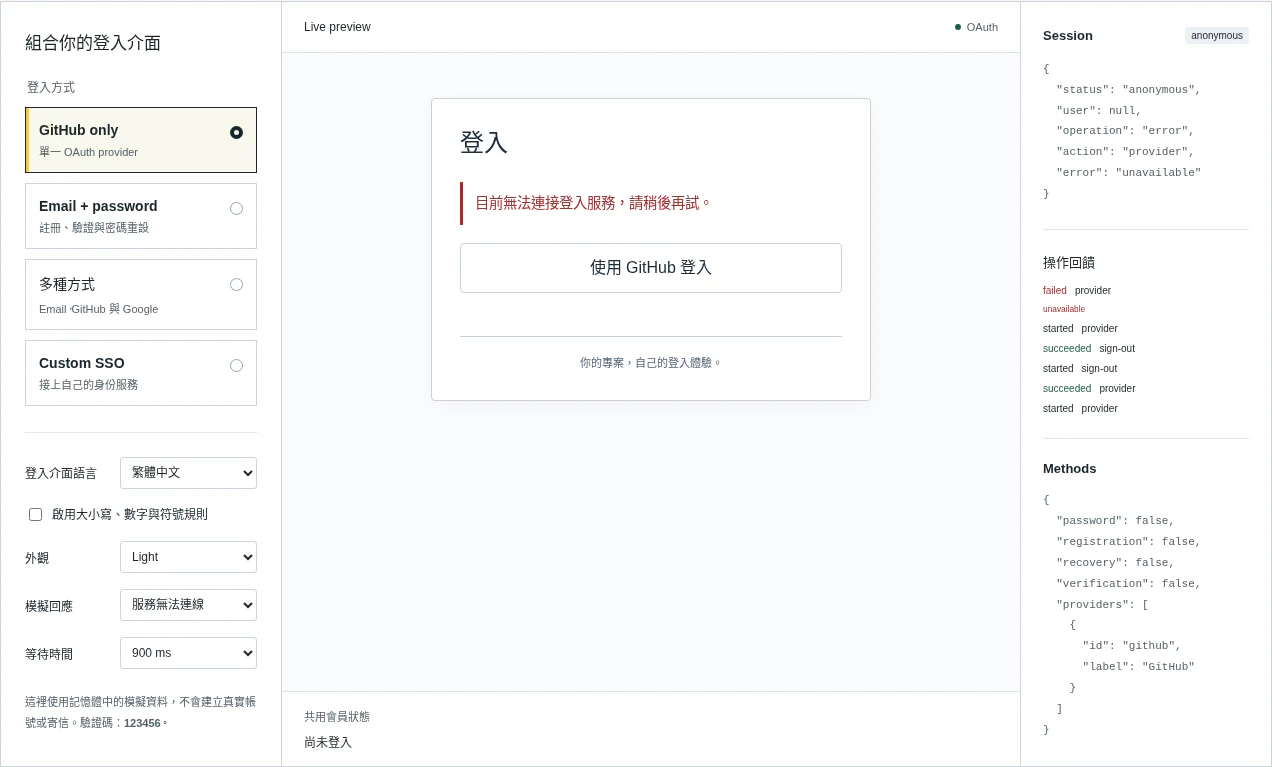 組合你的登入介面
登入方式
GitHub only
單一 OAuth provider
Email + password
註冊、驗證與密碼重設
多種方式
Email · GitHub 與 Google
Custom SSO
接上自己的身份服務
登入介面語言
繁體中文
啟用大小寫、數字與符號規則
外觀
Light
模擬回應
服務無法連線
等待時間
900 ms
這裡使用記憶體中的模擬資料，不會建立真實帳
號或寄信。驗證碼：123456。
Live preview
OAuth
登入
目前無法連接登入服務，請稍後再試。
使用 GitHub 登入
你的專案，自己的登入體驗。
共用會員狀態
尚未登入
Session
anonymous
{
"status": "anonymous",
"user": null,
"operation": "error",
"action": "provider",
"error": "unavailable"
}
操作回饋
failed provider
unavailable
started provider
succeeded sign-out
started sign-out
succeeded provider
started provider
Methods
{
"password": false,
"registration": false,
"recovery": false,
"verification": false,
"providers": [
{
"id": "github",
"label": "GitHub"
}
]
}